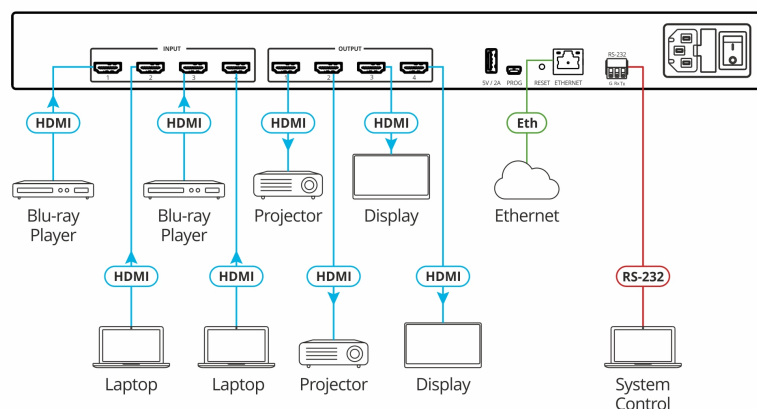 INPUT
OUTPUT
1
2
3
4
1
2
3
4
5V / 2A
PROG
RESET
ETHERNET
RS-232
G Rx Tx
HDMI
HDMI
HDMI
HDMI
Eth
Blu-ray
Player
Blu-ray
Player
Projector
Display
Ethernet
HDMI
HDMI
HDMI
HDMI
RS-232
Laptop
Laptop
Projector
Display
System
Control